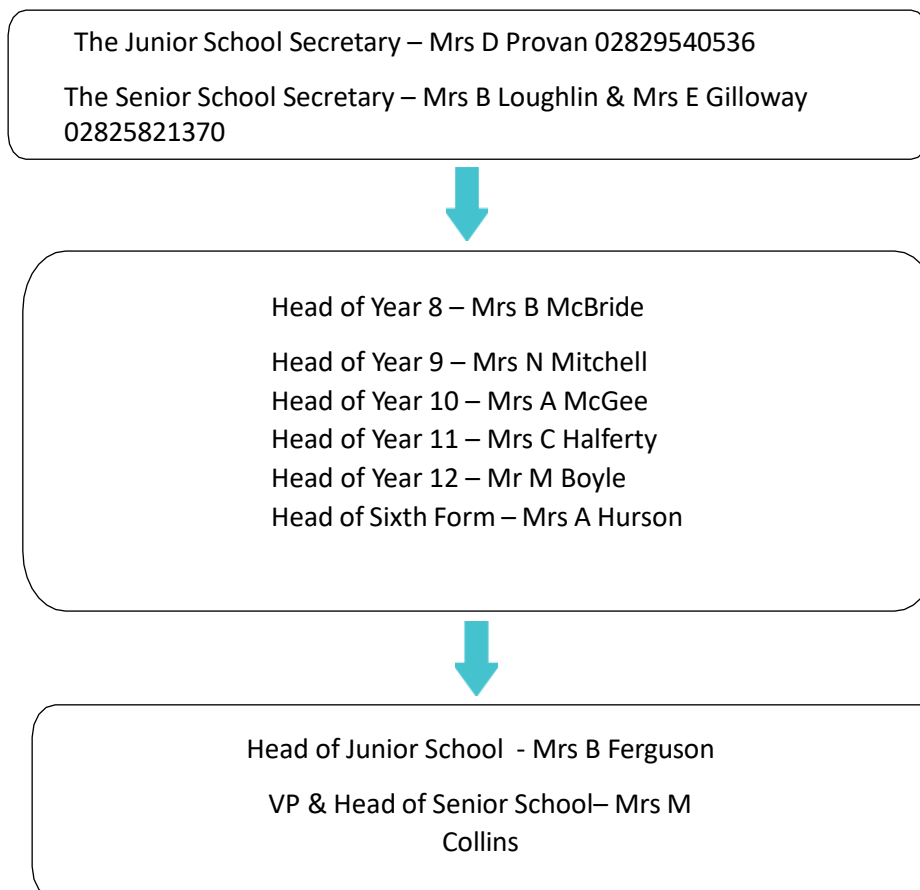 The Junior School Secretary – Mrs D Provan 02829540536
The Senior School Secretary – Mrs B Loughlin & Mrs E Gilloway
02825821370
Head of Year 8 – Mrs B McBride
Head of Year 9 – Mrs N Mitchell
Head of Year 10 – Mrs A McGee
Head of Year 11 – Mrs C Halferty
Head of Year 12 – Mr M Boyle
Head of Sixth Form – Mrs A Hurson
Head of Junior School - Mrs B Ferguson
VP & Head of Senior School– Mrs M
Collins